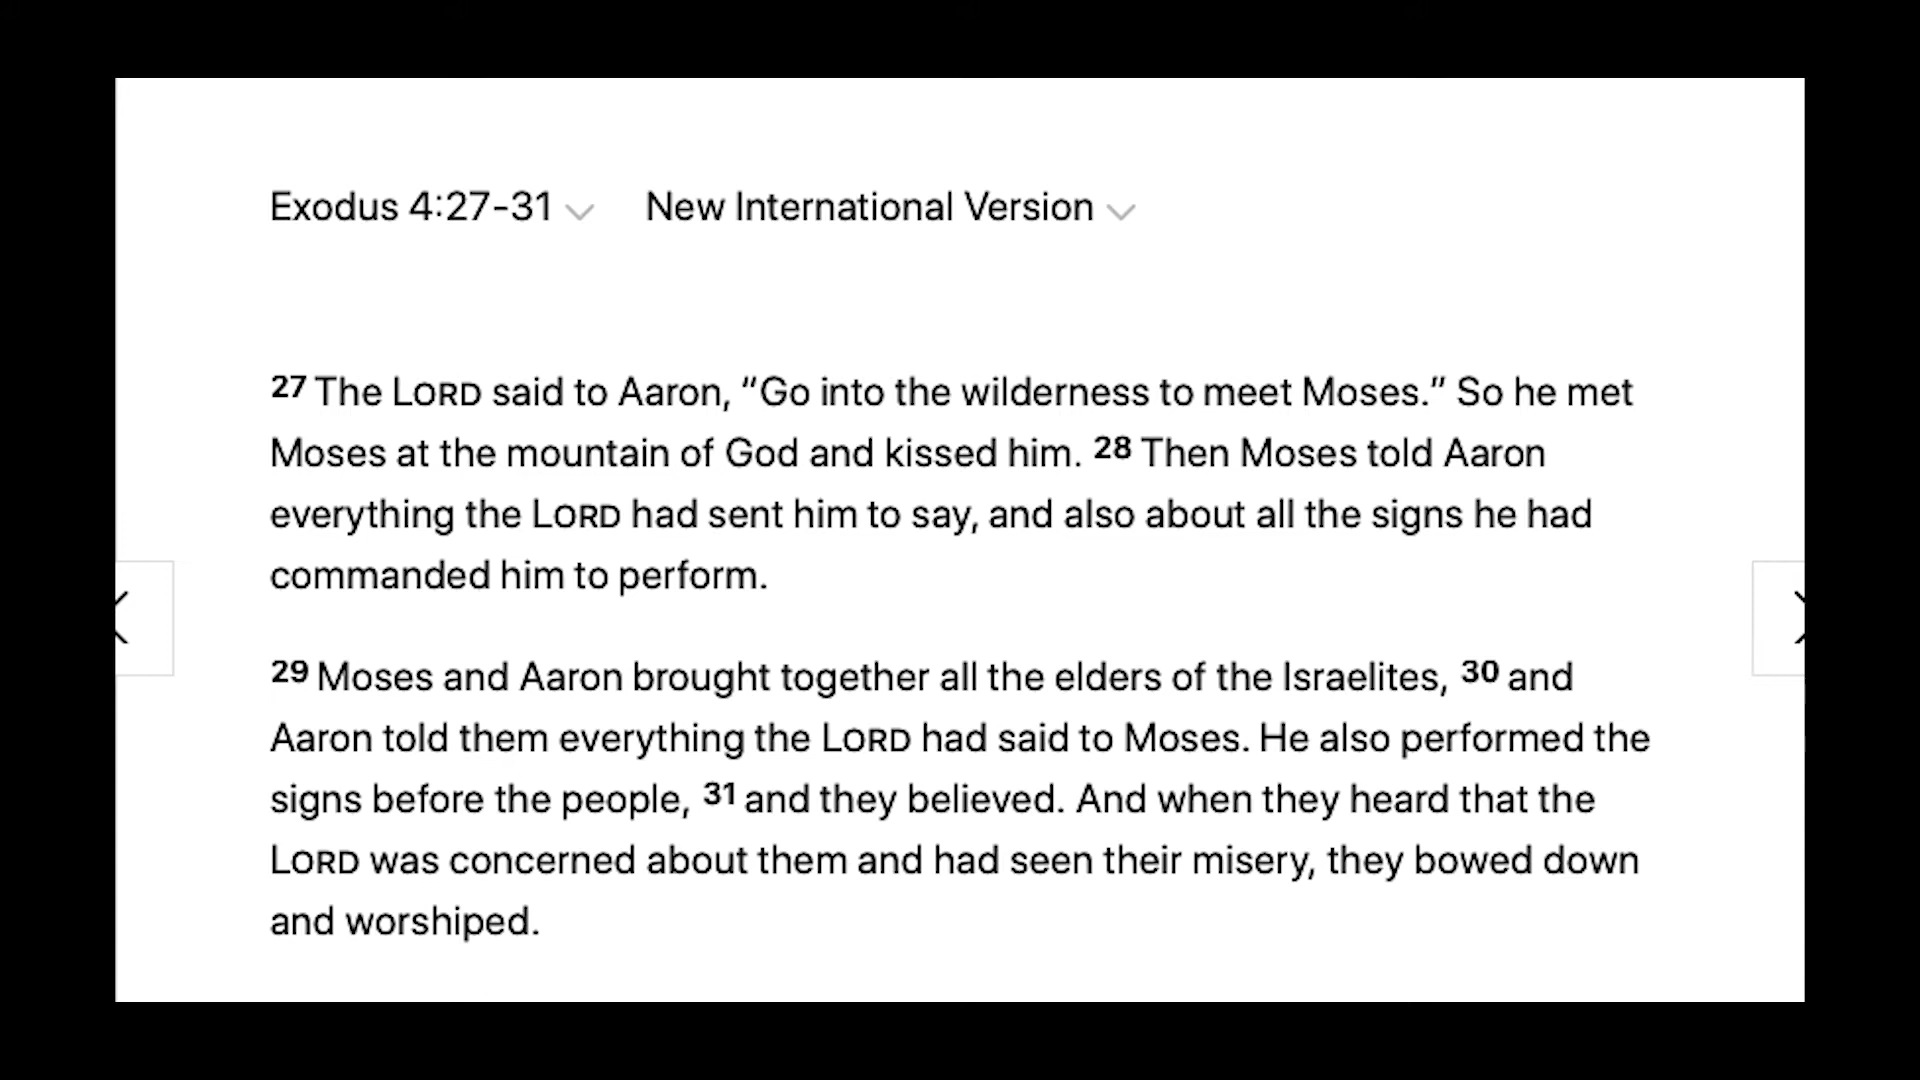 Exodus 4:27-31 New International Version
27 The LORD said to Aaron, "Go into the wilderness to meet Moses." So he met
Moses at the mountain of God and kissed him. 28 Then Moses told Aaron
everything the LORD had sent him to say, and also about all the signs he had
commanded him to perform.
29 Moses and Aaron brought together all the elders of the Israelites, 30 and
Aaron told them everything the LORD had said to Moses. He also performed the
signs before the people, 31 and they believed. And when they heard that the
LORD was concerned about them and had seen their misery, they bowed down
and worshiped.